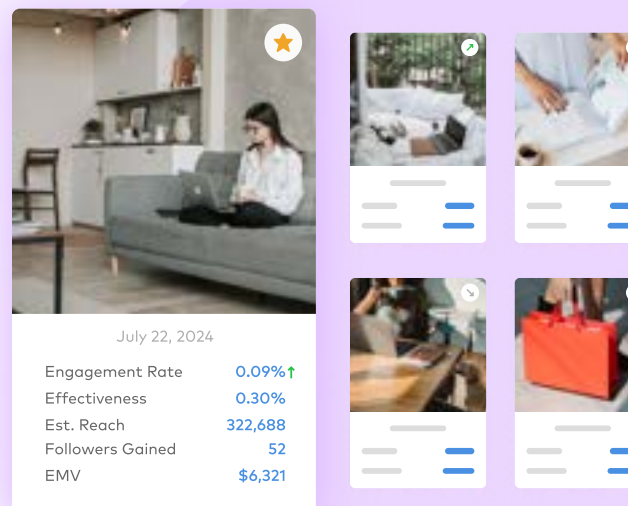 July 22, 2024
Engagement Rate 0.09%↑
Effectiveness 0.30%
Est. Reach 322,688
Followers Gained 52
EMV $6,321